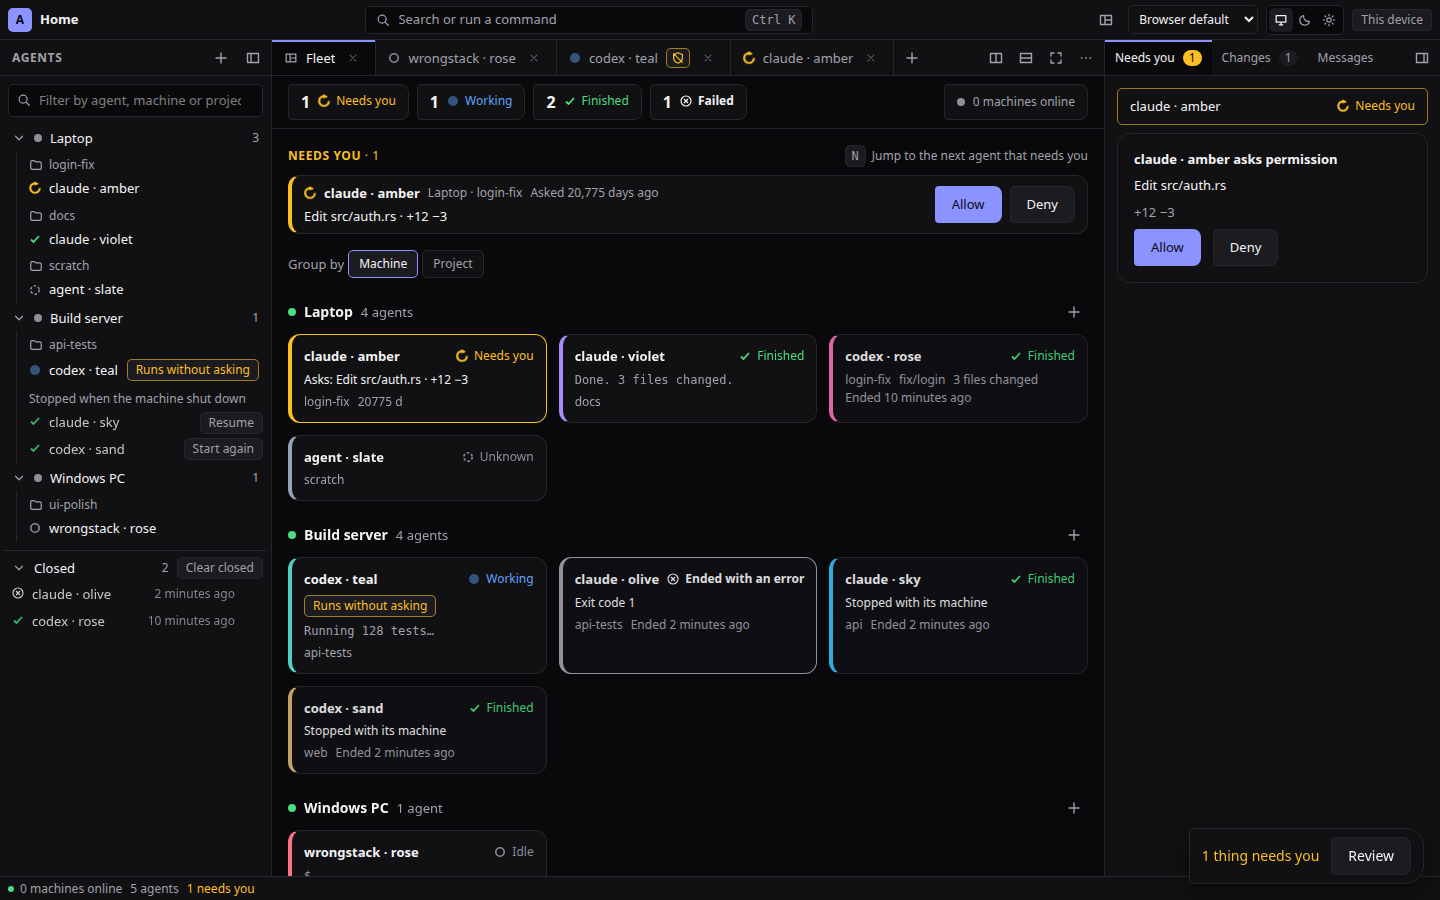 A Home
Search or run a command Ctrl K
Browser default
This device
AGENTS
Filter by agent, machine or projec
Laptop 3
login-fix
claude · amber
docs
claude · violet
scratch
agent · slate
Build server 1
api-tests
codex · teal Runs without asking
Stopped when the machine shut down
claude · sky Resume
codex · sand Start again
Windows PC 1
ui-polish
wrongstack · rose
Closed 2 Clear closed
claude · olive 2 minutes ago
codex · rose 10 minutes ago
Fleet
wrongstack · rose
codex · teal
claude · amber
1 Needs you
1 Working
2 Finished
1 Failed
0 machines online
NEEDS YOU · 1
N Jump to the next agent that needs you
claude · amber Laptop · login-fix Asked 20,775 days ago
Edit src/auth.rs · +12 −3
Allow
Deny
Group by Machine Project
Laptop 4 agents
claude · amber Needs you
Asks: Edit src/auth.rs · +12 −3
login-fix 20775 d
claude · violet Finished
Done. 3 files changed.
docs
codex · rose Finished
login-fix fix/login 3 files changed
Ended 10 minutes ago
agent · slate Unknown
scratch
Build server 4 agents
codex · teal Working
Runs without asking
Running 128 tests…
api-tests
claude · olive Ended with an error
Exit code 1
api-tests Ended 2 minutes ago
claude · sky Finished
Stopped with its machine
api Ended 2 minutes ago
codex · sand Finished
Stopped with its machine
web Ended 2 minutes ago
Windows PC 1 agent
wrongstack · rose Idle
Needs you 1
Changes 1
Messages
claude · amber Needs you
claude · amber asks permission
Edit src/auth.rs
+12 −3
Allow
Deny
1 thing needs you Review
0 machines online 5 agents 1 needs you